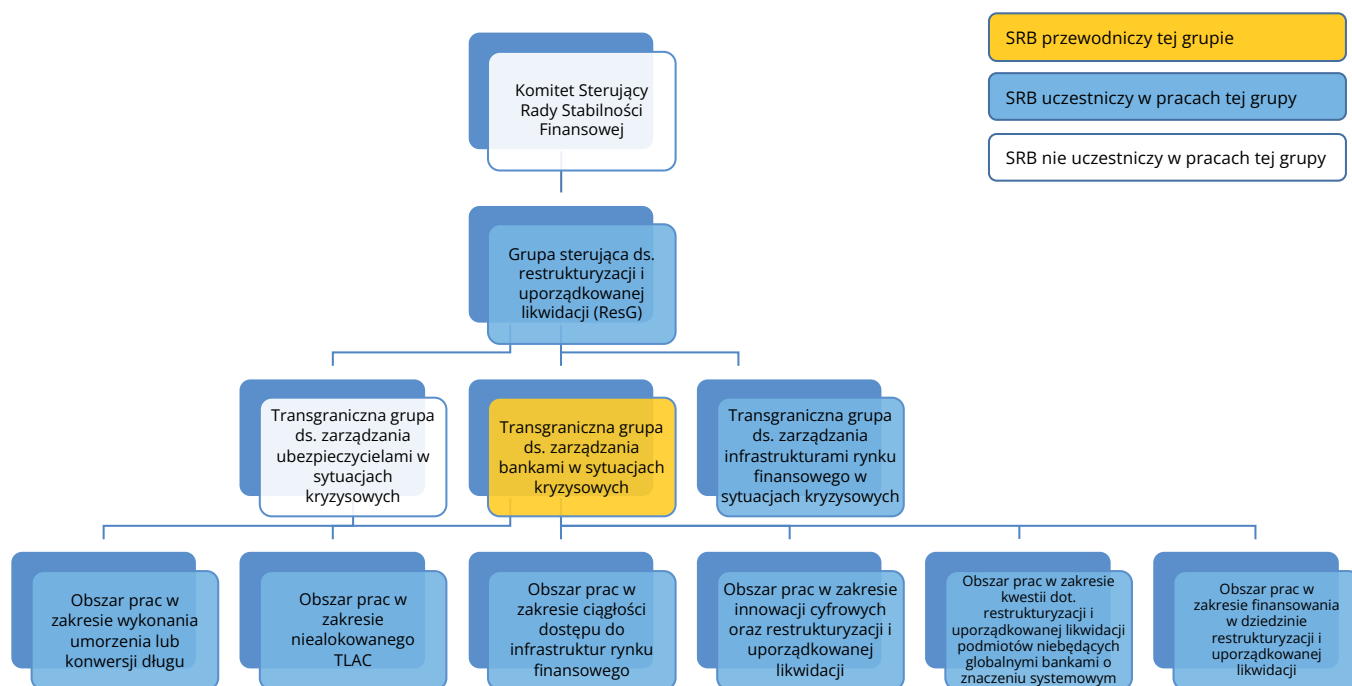 SRB przewodniczy tej grupie
SRB uczestniczy w pracach tej grupy
SRB nie uczestniczy w pracach tej grupy
Komitet Sterujący
Rady Stabilności
Finansowej
Grupa sterująca ds.
restrukturyzacji i
uporządkowanej
likwidacji (ResG)
Transgraniczna grupa
ds. zarządzania
ubezpieczycielami w
sytuacjach
kryzysowych
Transgraniczna grupa
ds. zarządzania
bankami w sytuacjach
kryzysowych
Transgraniczna grupa
ds. zarządzania
infrastrukturami rynku
finansowego w
sytuacjach kryzysowych
Obszar prac w
zakresie wykonania
umorzenia lub
konwersji długu
Obszar prac w
zakresie
niealokowanego
TLAC
Obszar prac w
zakresie ciągłości
dostępu do
infrastruktur rynku
finansowego
Obszar prac w zakresie
innowacji cyfrowych
oraz restrukturyzacji i
uporządkowanej
likwidacji
Obszar prac w zakresie
kwestii dot.
restrukturyzacji i
uporządkowanej likwidacji
podmiotów niebędących
globalnymi bankami o
znaczeniu systemowym
Obszar prac w
zakresie finansowania
w dziedzinie
restrukturyzacji i
uporządkowanej
likwidacji